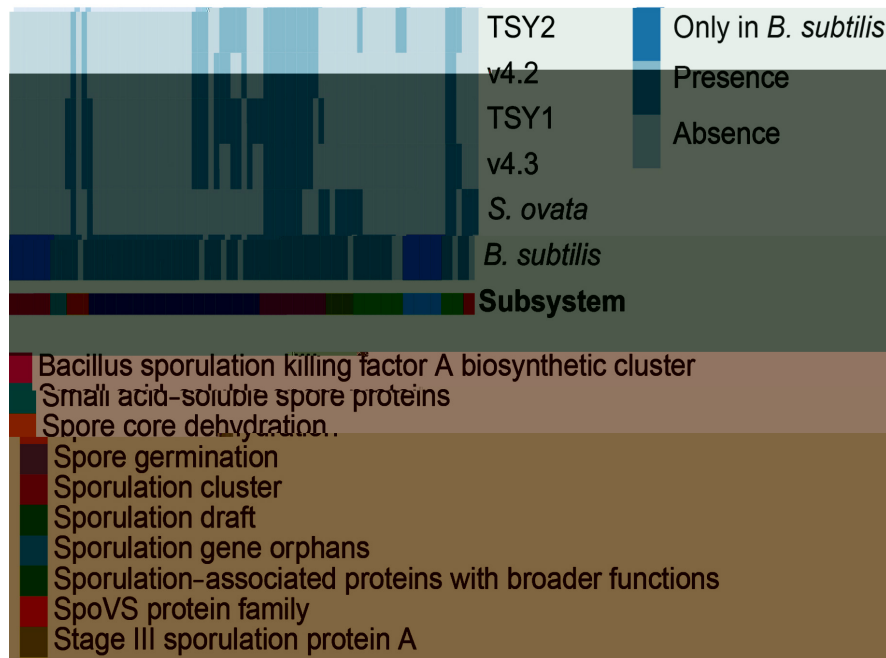 TSY2
Only in B. subtilis
v4.2
Presence
TSY1
Absence
v4.3
S. ovata
B. subtilis
Subsystem
Bacillus sporulation killing factor A biosynthetic cluster
Small acid-soluble spore proteins
Spore core dehydration
Spore germination
Sporulation cluster
Sporulation draft
Sporulation gene orphans
Sporulation-associated proteins with broader functions
SpoVS protein family
Stage III sporulation protein A